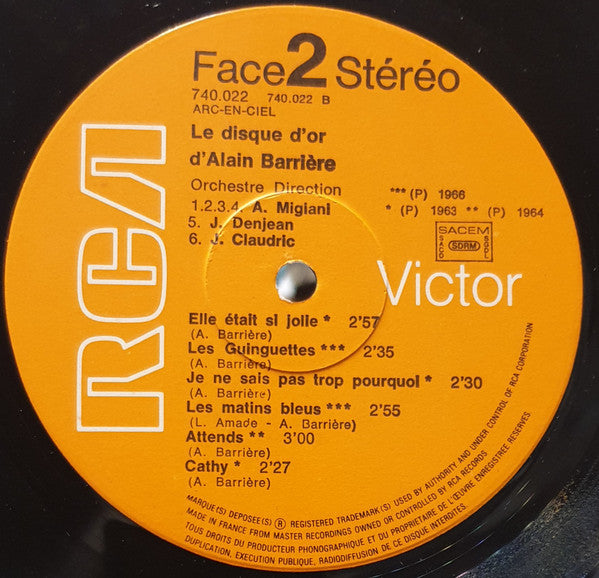 Face 2 Stéréo
740.022 740.022 B
ARC-EN-CIEL
Le disque d'or
d'Alain Barrière
Orchestre Direction
1.2.3.4. A. Migiani
5. J. Denjean
6. J. Claudric
*** (P) 1966
* (P) 1963 ** (P) 1964
SACEM
SACD SDRM SGDL
RCA
Victor
Elle était si jolie * 2'57
(A. Barrière)
Les Guinguettes *** 2'35
(A. Barrière)
Je ne sais pas trop pourquoi * 2'30
(A. Barrière)
Les matins bleus *** 2'55
(L. Amade - A. Barrière)
Attends ** 3'00
(A. Barrière)
Cathy * 2'27
(A. Barrière)
MARQUE(S) DEPOSEE(S) ® REGISTERED TRADEMARK(S) USED BY AUTHORITY AND UNDER CONTROL OF RCA CORPORATION
MADE IN FRANCE FROM MASTER RECORDINGS OWNED OR CONTROLLED BY RCA RECORDS
TOUS DROITS DU PRODUCTEUR PHONOGRAPHIQUE ET DU PROPRIETAIRE DE L'ŒUVRE ENREGISTREE RESERVES
DUPLICATION, EXECUTION PUBLIQUE, RADIODIFFUSION DE CE DISQUE INTERDITES